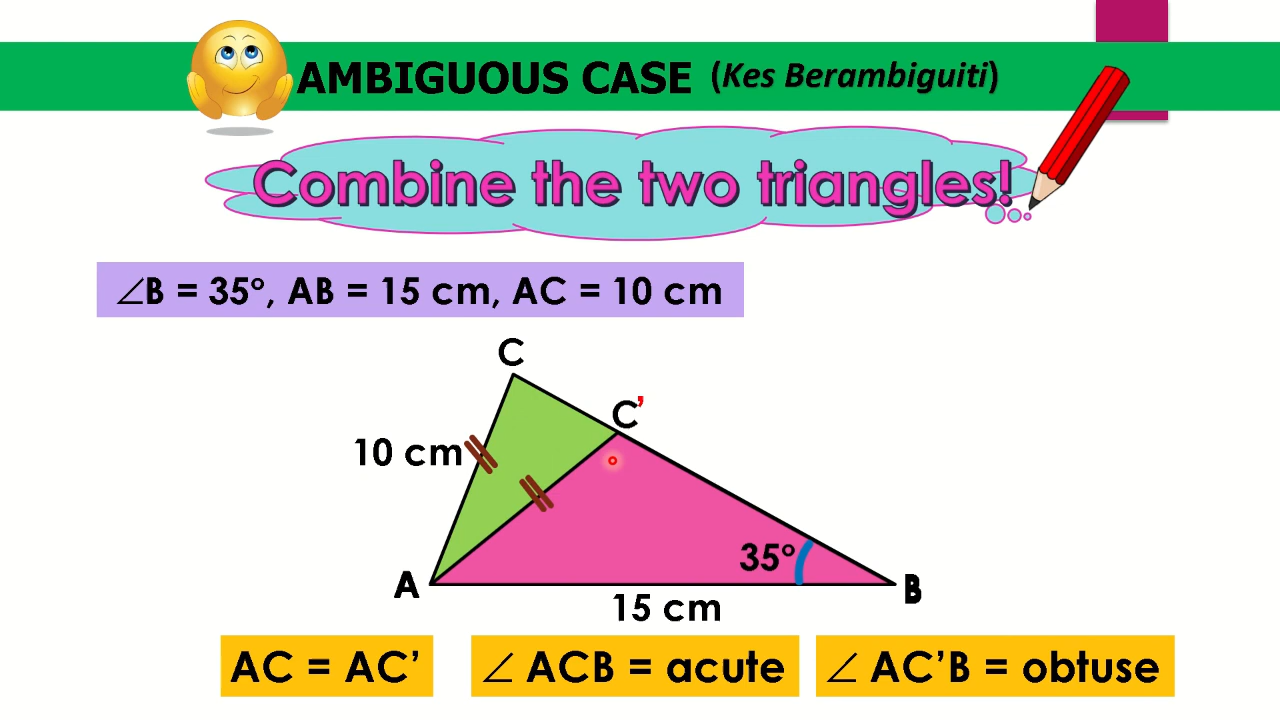 AMBIGUOUS CASE (Kes Berambiguiti)
Combine the two triangles!
∠B = 35°, AB = 15 cm, AC = 10 cm
C
C’
10 cm
35°
A
B
15 cm
AC = AC’
∠ ACB = acute
∠ AC’B = obtuse